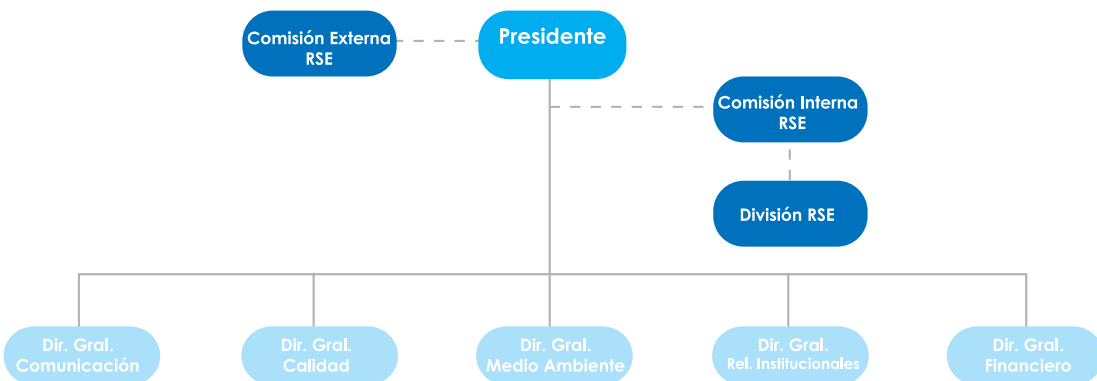 Comisión Externa
RSE
Presidente
Comisión Interna
RSE
División RSE
Dir. Gral.
Comunicación
Dir. Gral.
Calidad
Dir. Gral.
Medio Ambiente
Dir. Gral.
Rel. Institucionales
Dir. Gral.
Financiero